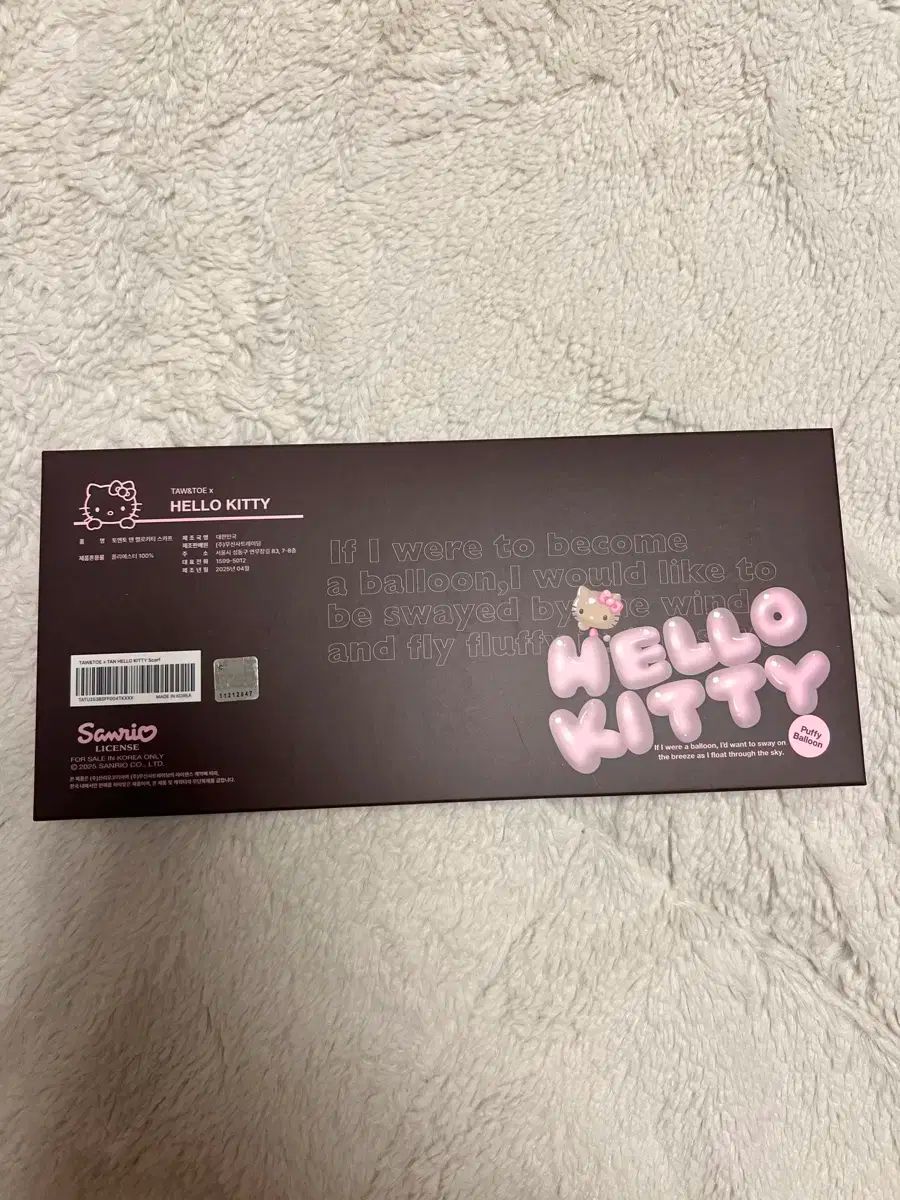 TAW&TOE x
HELLO KITTY
품 명 토앤토 탠 헬로키티 스카프
제품혼용률 폴리에스터 100%
제 조 국 명 대한민국
제조판매원 (주)무신사트레이딩
주 소 서울시 성동구 연무장길 83, 7-8층
대 표 전 화 1599-5012
제 조 년 월 2025년 04월
If I were to become
a balloon,I would like to
be swayed by wind
and fly fluffy
HELLO
KITTY
Puffy
Balloon
If I were a balloon, I'd want to sway on
the breeze as I float through the sky.
TAW&TOE x TAN HELLO KITTY Scarf
MADE IN KOREA
11212847
Sanrio
LICENSE
FOR SALE IN KOREA ONLY
© 2025 SANRIO CO., LTD.